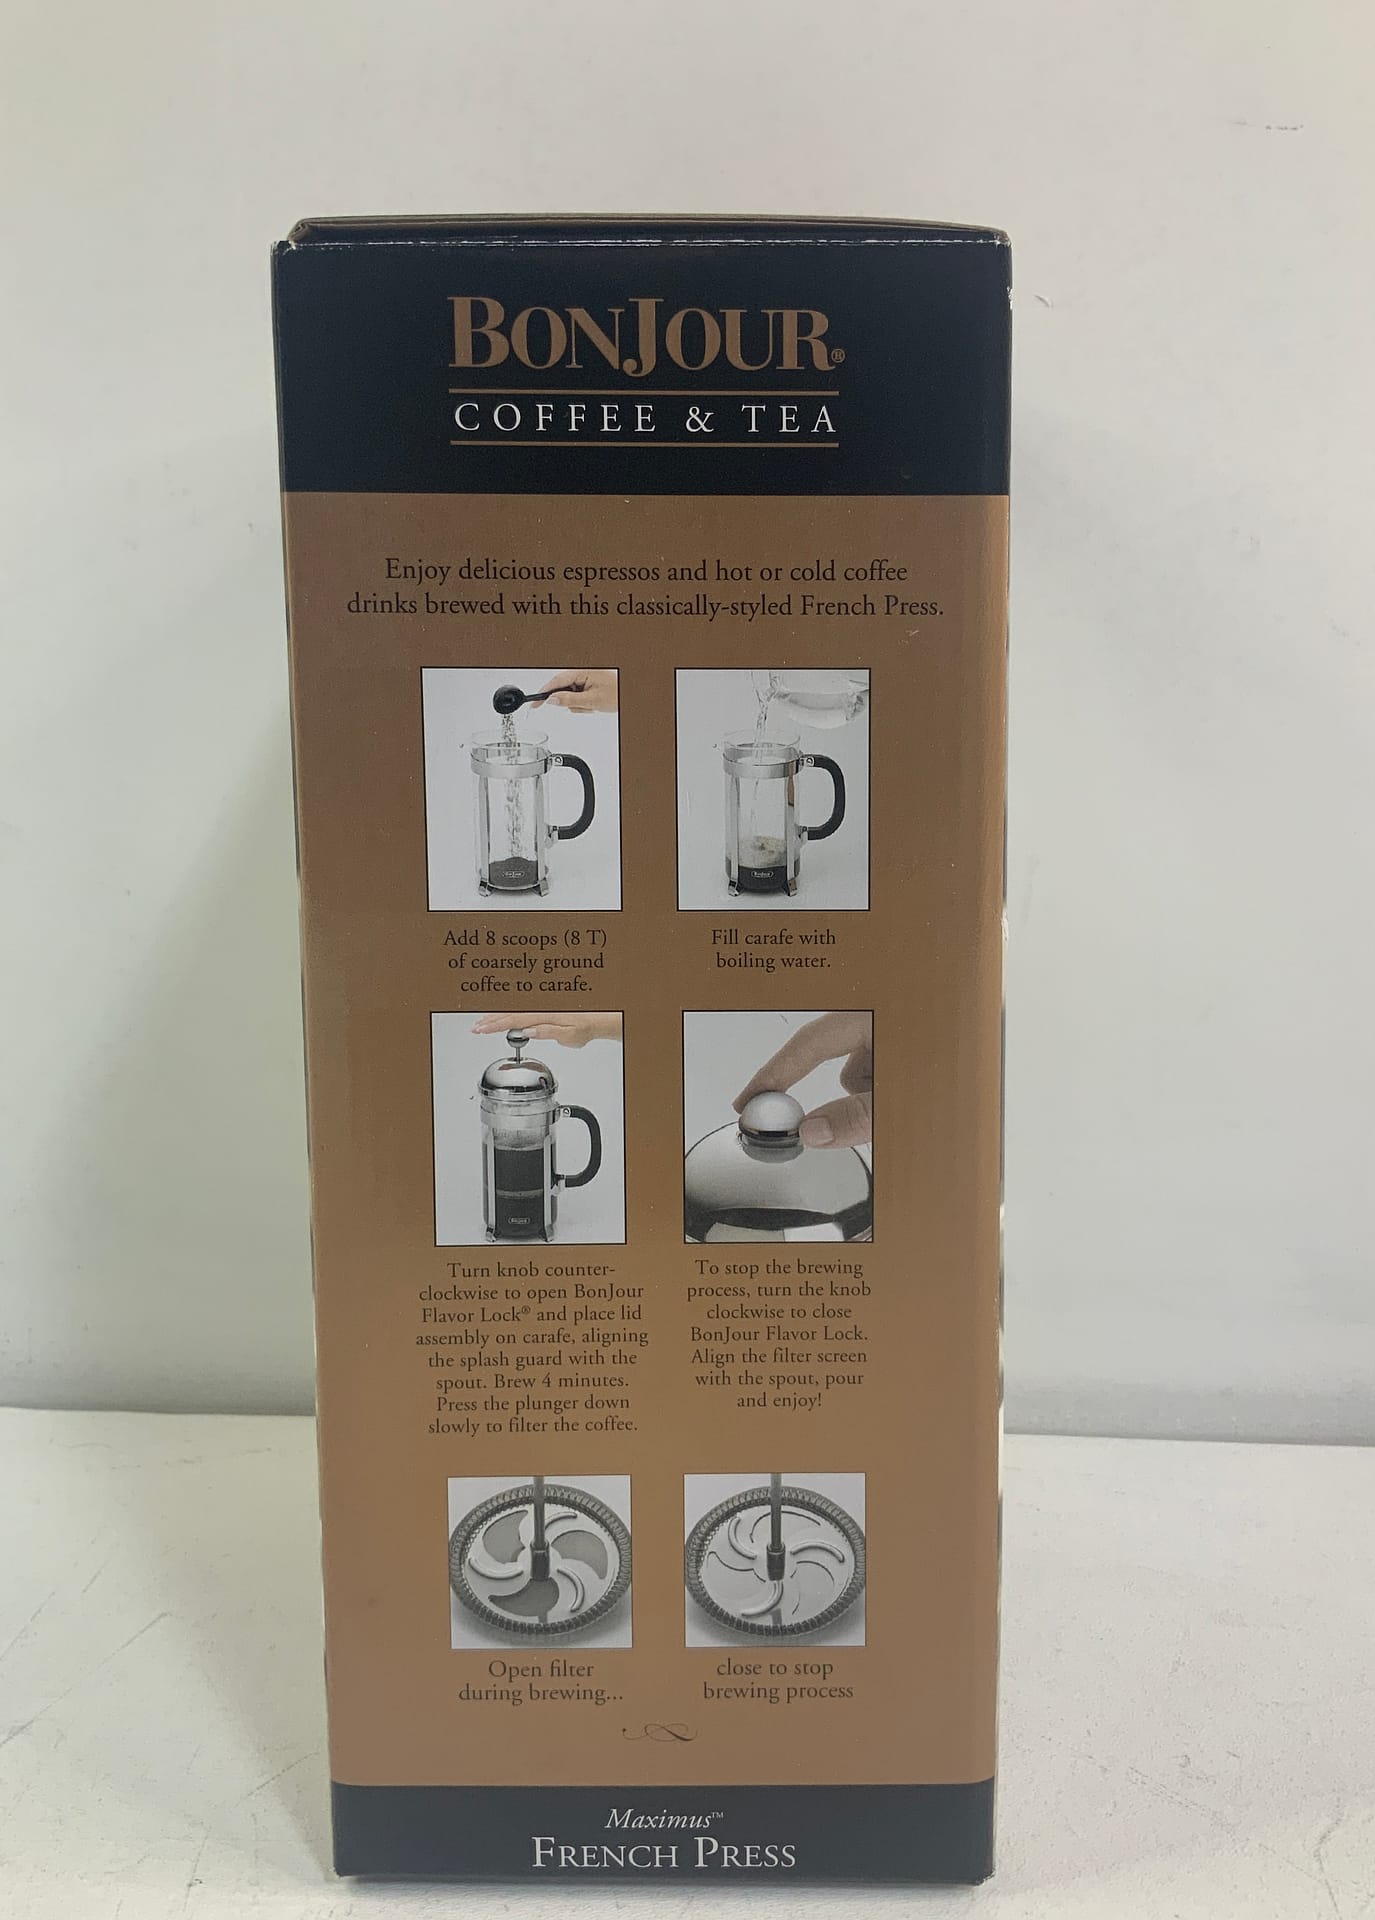 BONJOUR®
COFFEE & TEA
Enjoy delicious espressos and hot or cold coffee
drinks brewed with this classically-styled French Press.
Add 8 scoops (8 T)
of coarsely ground
coffee to carafe.
Fill carafe with
boiling water.
Turn knob counter-
clockwise to open BonJour
Flavor Lock® and place lid
assembly on carafe, aligning
the splash guard with the
spout. Brew 4 minutes.
Press the plunger down
slowly to filter the coffee.
To stop the brewing
process, turn the knob
clockwise to close
BonJour Flavor Lock.
Align the filter screen
with the spout, pour
and enjoy!
Open filter
during brewing...
close to stop
brewing process
Maximus™
FRENCH PRESS